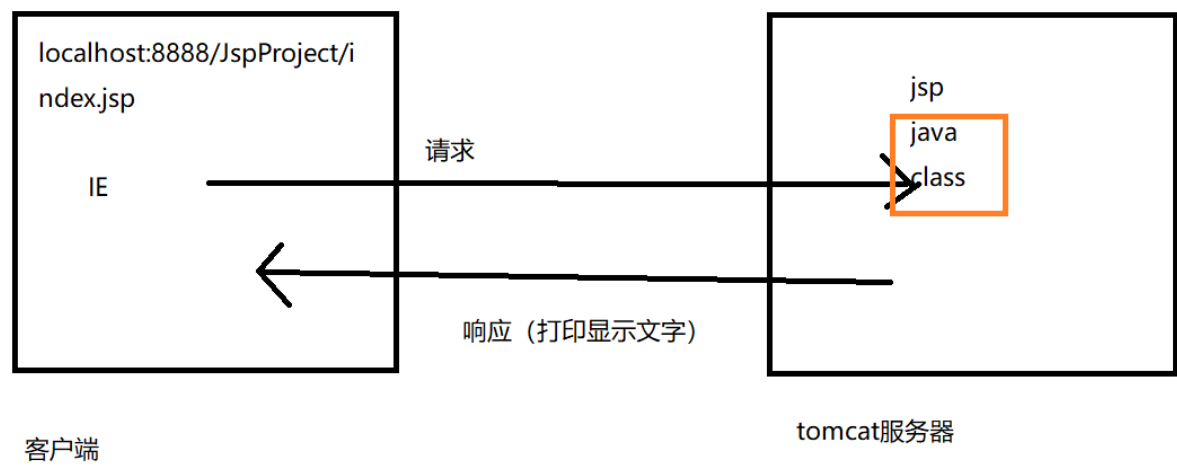 localhost:8888/JspProject/i
ndex.jsp
IE
请求
jsp
java
class
响应（打印显示文字）
客户端
tomcat服务器